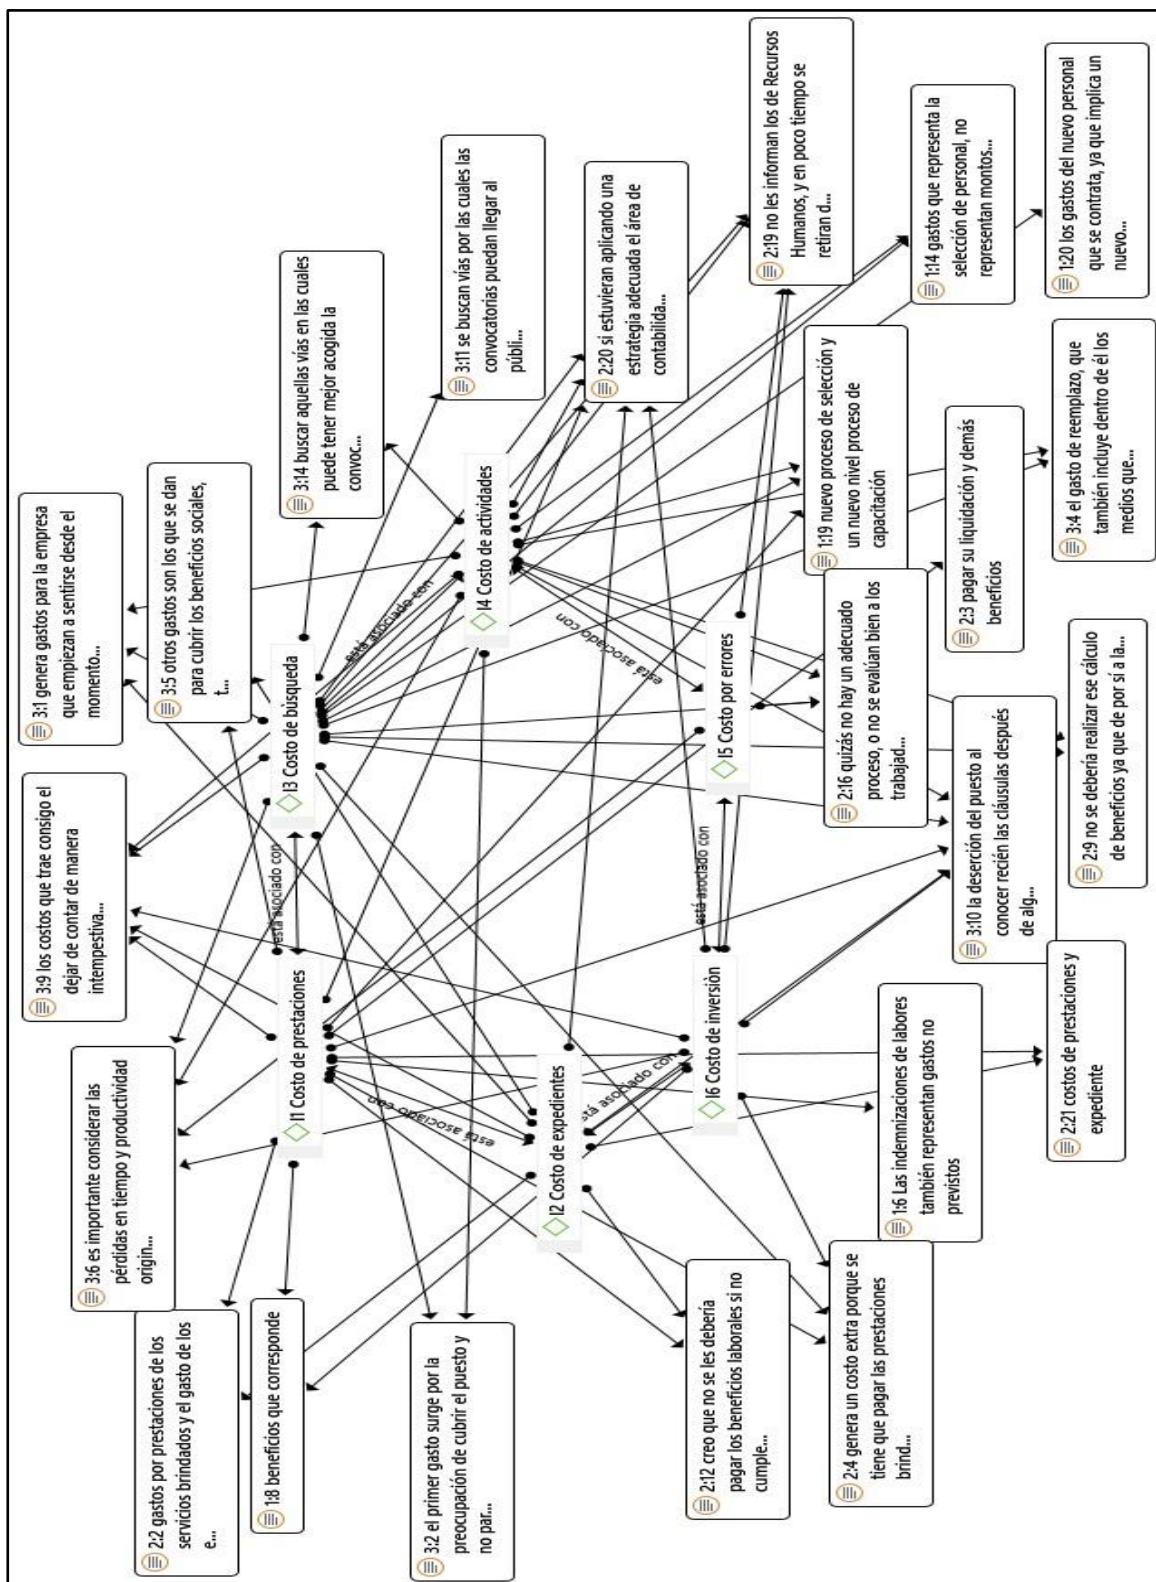 3:1 genera gastos para la empresa
que empiezan a sentirse desde el
momento...
3:5 otros gastos son los que se dan
para cubrir los beneficios sociales,
t...
3:14 buscar aquellas vías en las cuales
puede tener mejor acogida la
convoc...
3:11 se buscan vías por las cuales las
convocatorias puedan llegar al
públi...
2:20 si estuvieran aplicando una
estrategia adecuada el área de
contabilida...
2:19 no les informan los de Recursos
Humanos, y en poco tiempo se
retiran d...
1:14 gastos que representa la
selección de personal, no
representan montos...
1:20 los gastos del nuevo personal
que se contrata, ya que implica un
nuevo...
3:9 los costos que trae consigo el
dejar de contar de manera
intempestiva...
I3 Costo de búsqueda
está asociado con
I4 Costo de actividades
está asociado con
1:19 nuevo proceso de selección y
un nuevo nivel proceso de
capacitación
2:3 pagar su liquidación y demás
beneficios
3:4 el gasto de reemplazo, que
también incluye dentro de él los
medios que...
3:6 es importante considerar las
pérdidas en tiempo y productividad
origin...
está asociado con
I1 Costo de prestaciones
está asociado con
I5 Costo por errores
está asociado con
2:16 quizás no hay un adecuado
proceso, o no se evalúan bien a los
trabajad...
3:10 la deserción del puesto al
conocer recién las cláusulas después
de alg...
2:9 no se debería realizar ese cálculo
de beneficios ya que de por sí a la...
2:2 gastos por prestaciones de los
servicios brindados y el gasto de los
e...
1:8 beneficios que corresponde
I2 Costo de expedientes
está asociado con
I6 Costo de inversión
1:6 Las indemnizaciones de labores
también representan gastos no
previstos
2:21 costos de prestaciones y
expediente
3:2 el primer gasto surge por la
preocupación de cubrir el puesto y
no par...
2:12 creo que no se les debería
pagar los beneficios laborales si no
cumple...
2:4 genera un costo extra porque se
tiene que pagar las prestaciones
brind...